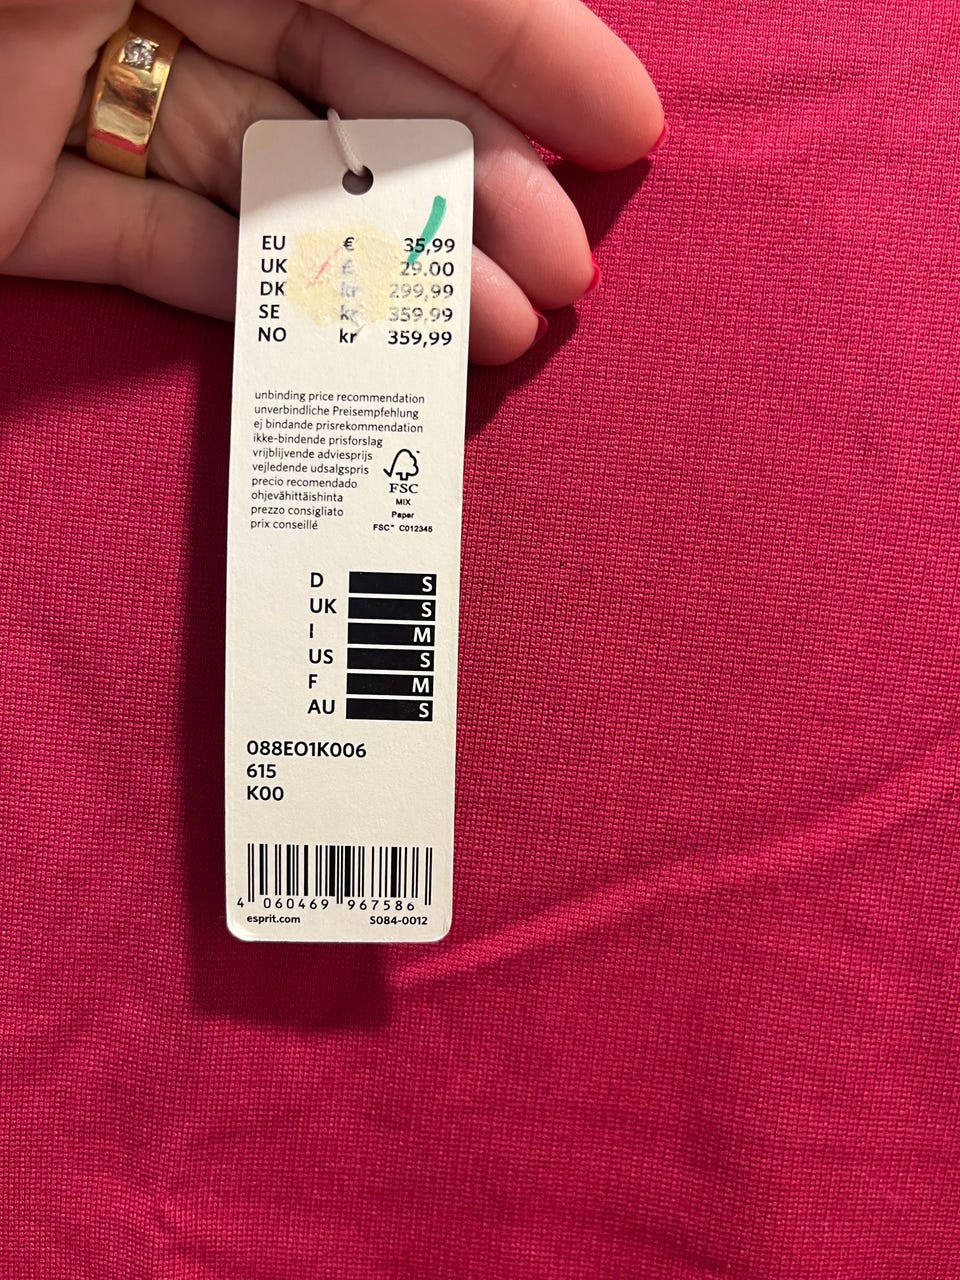 EU € 35,99
UK £ 29.00
DK kr 299,99
SE kr 359,99
NO kr 359,99
unbinding price recommendation
unverbindliche Preisempfehlung
ej bindande prisrekommendation
ikke-bindende prisforslag
vrijblijvende adviesprijs
vejledende udsalgspris
precio recomendado
ohjevähittäishinta
prezzo consigliato
prix conseillé
FSC
MIX
Paper
FSC™ C012345
D S
UK S
I M
US S
F M
AU S
088EO1K006
615
K00
4 060469 967586
esprit.com S084-0012